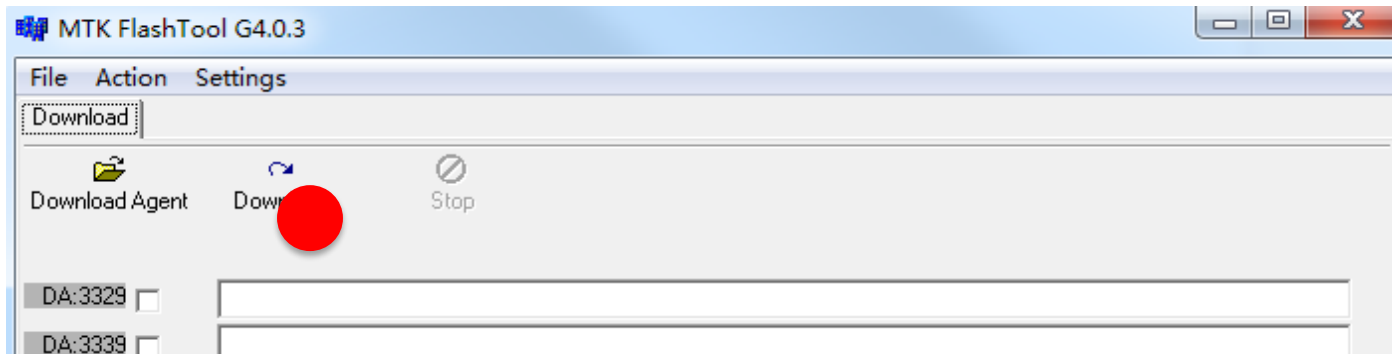 MTK FlashTool G4.0.3
File Action Settings
Download
Download Agent Stop
DA:3329
DA:3339